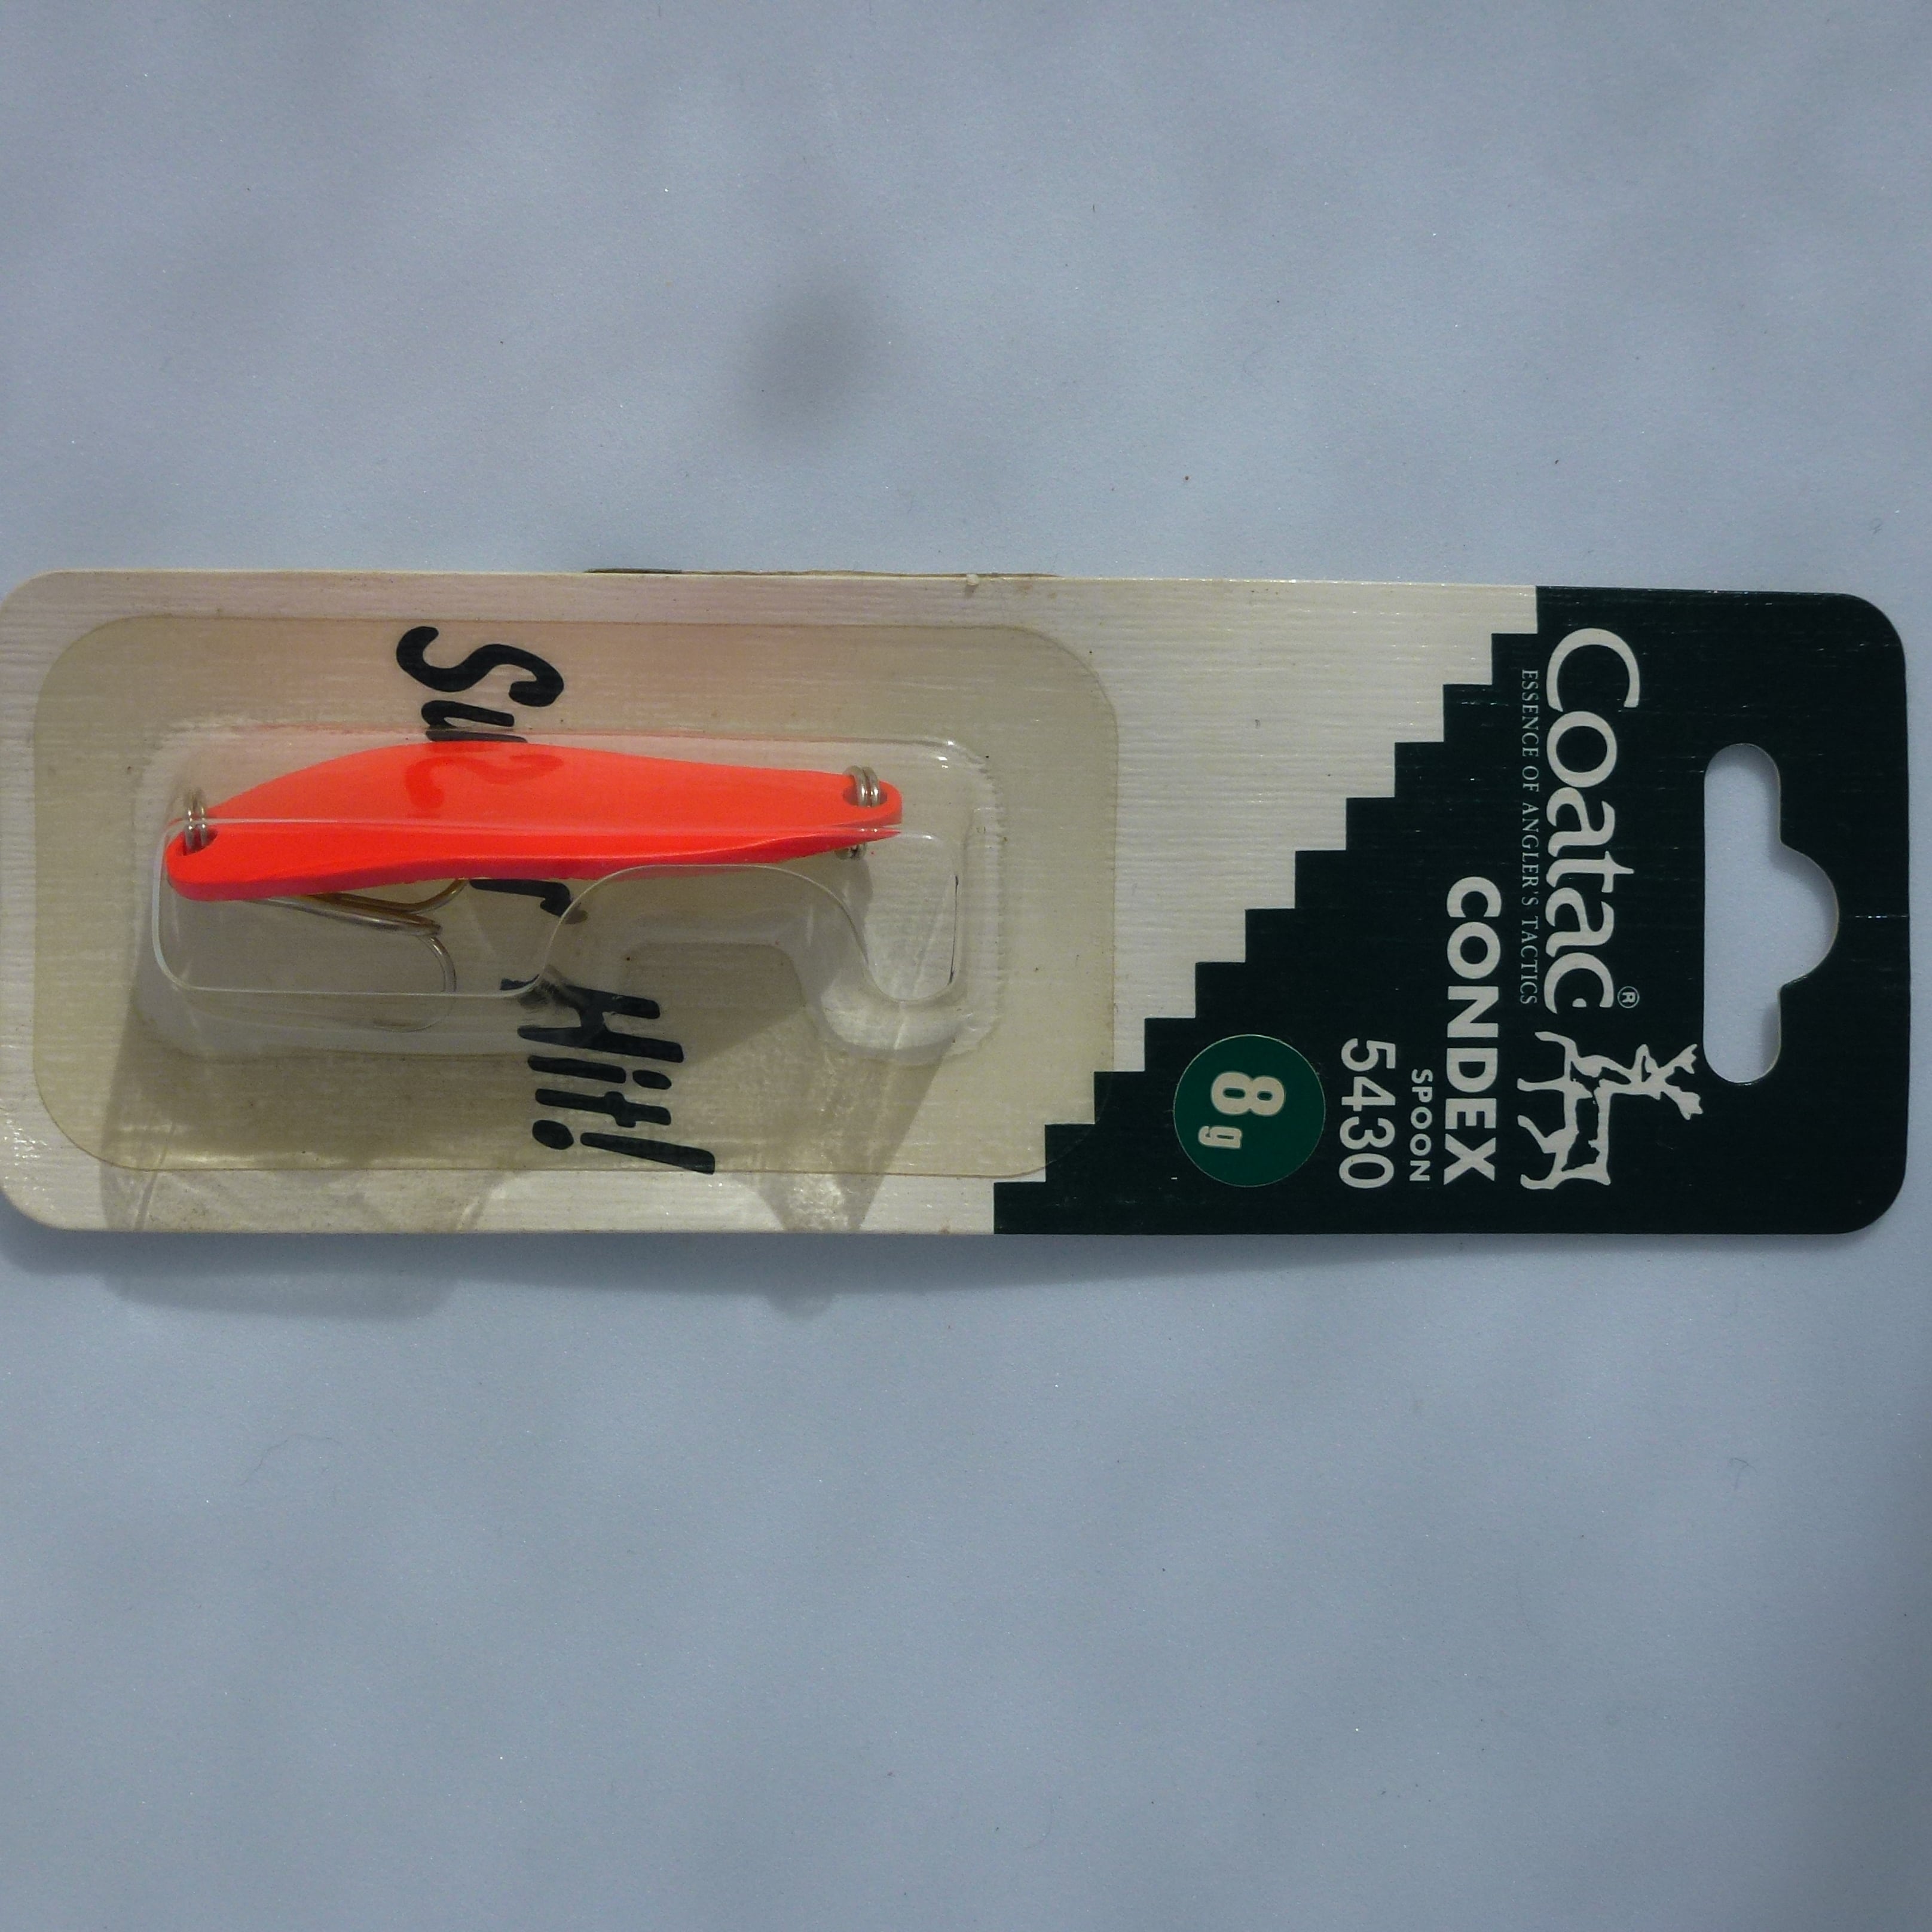 Coatac®
ESSENCE OF ANGLER'S TACTICS
CONDEX
SPOON
5430
8g
Hit!